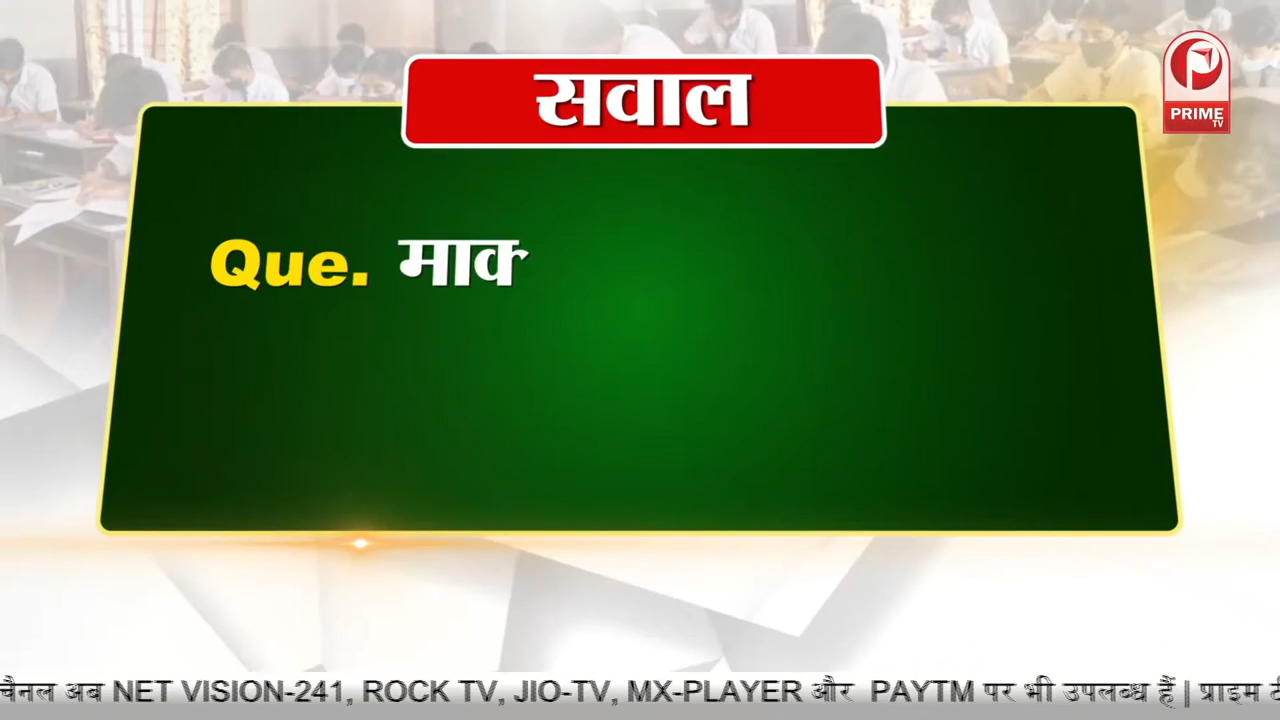 सवाल
PRIME
TV
Que. माक
चैनल अब NET VISION-241, ROCK TV, JIO-TV, MX-PLAYER और PAYTM पर भी उपलब्ध हैं | प्राइम